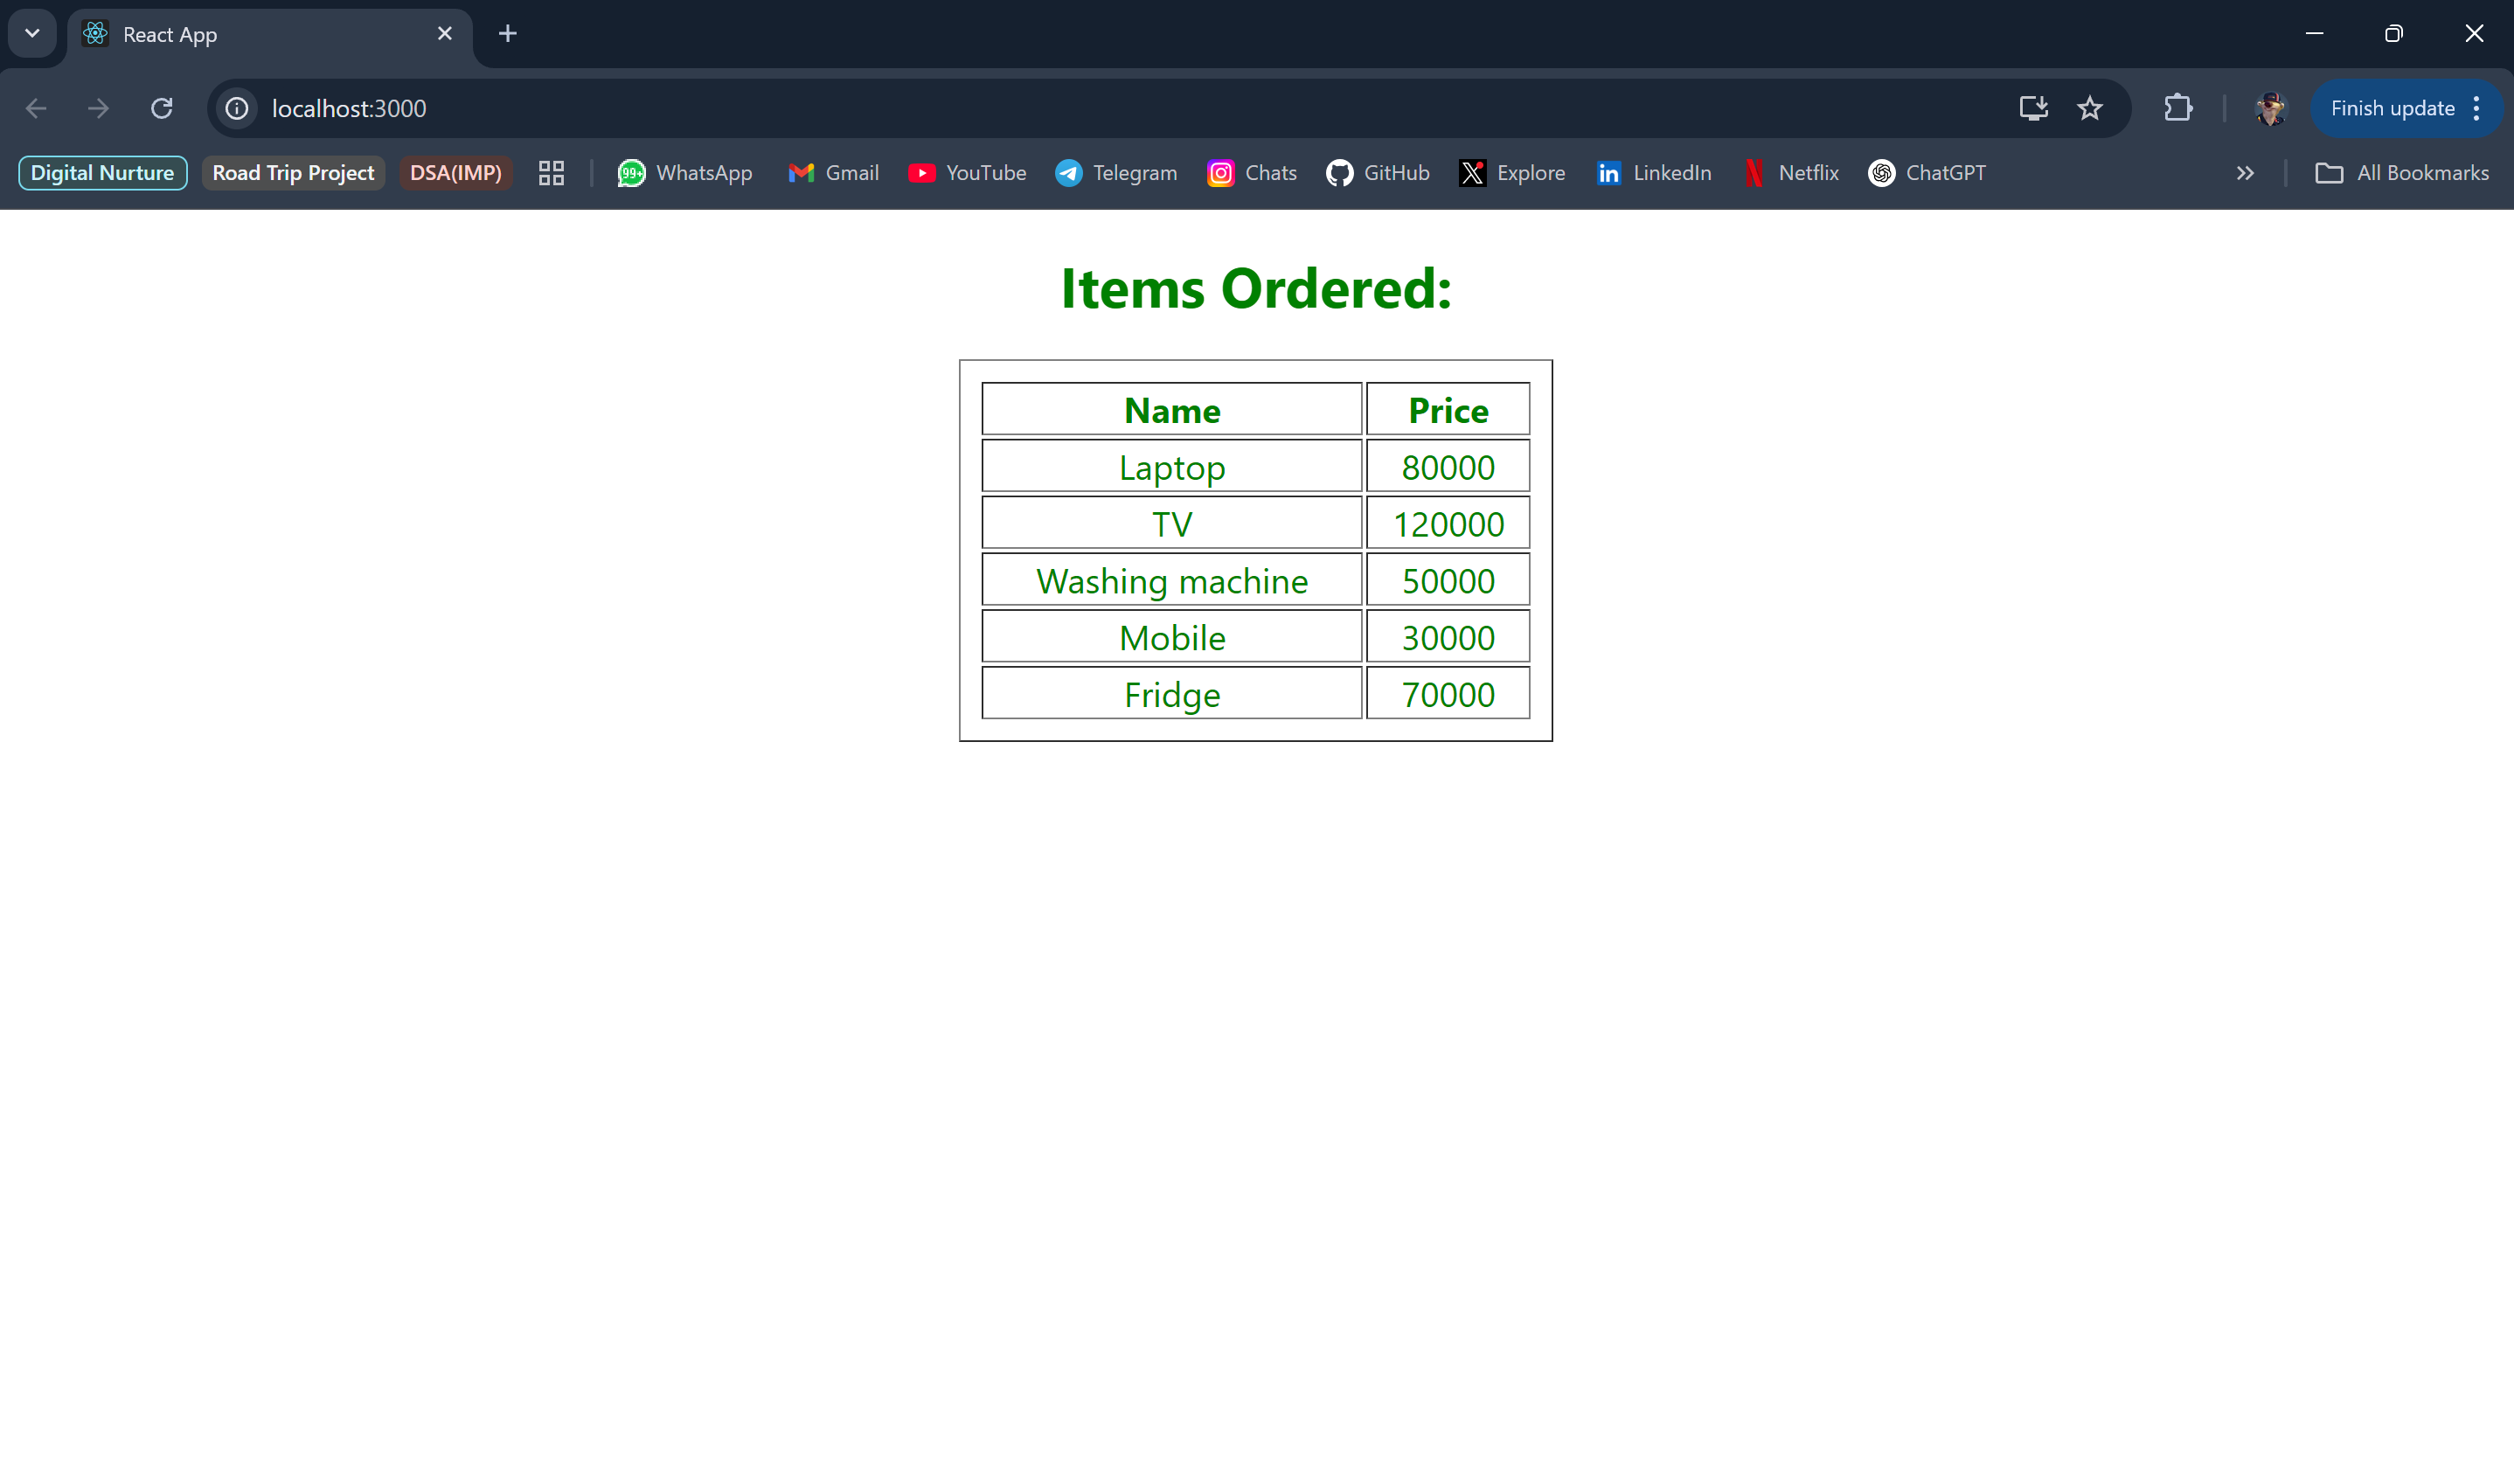 React App
localhost:3000
Finish update
Digital Nurture Road Trip Project DSA(IMP) 99+ WhatsApp Gmail YouTube Telegram Chats GitHub Explore LinkedIn Netflix ChatGPT All Bookmarks
Items Ordered:
Name Price
Laptop 80000
TV 120000
Washing machine 50000
Mobile 30000
Fridge 70000